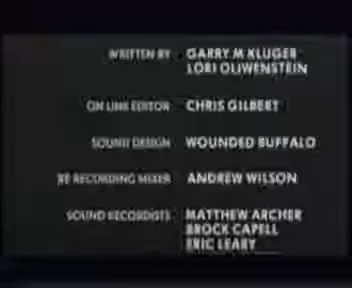 WRITTEN BY GARRY M KLUGER
LORI OLIWENSTEIN
ON LINE EDITOR CHRIS GILBERT
SOUND DESIGN WOUNDED BUFFALO
RE RECORDING MIXER ANDREW WILSON
SOUND RECORDISTS MATTHEW ARCHER
BROCK CAPELL
ERIC LEARY